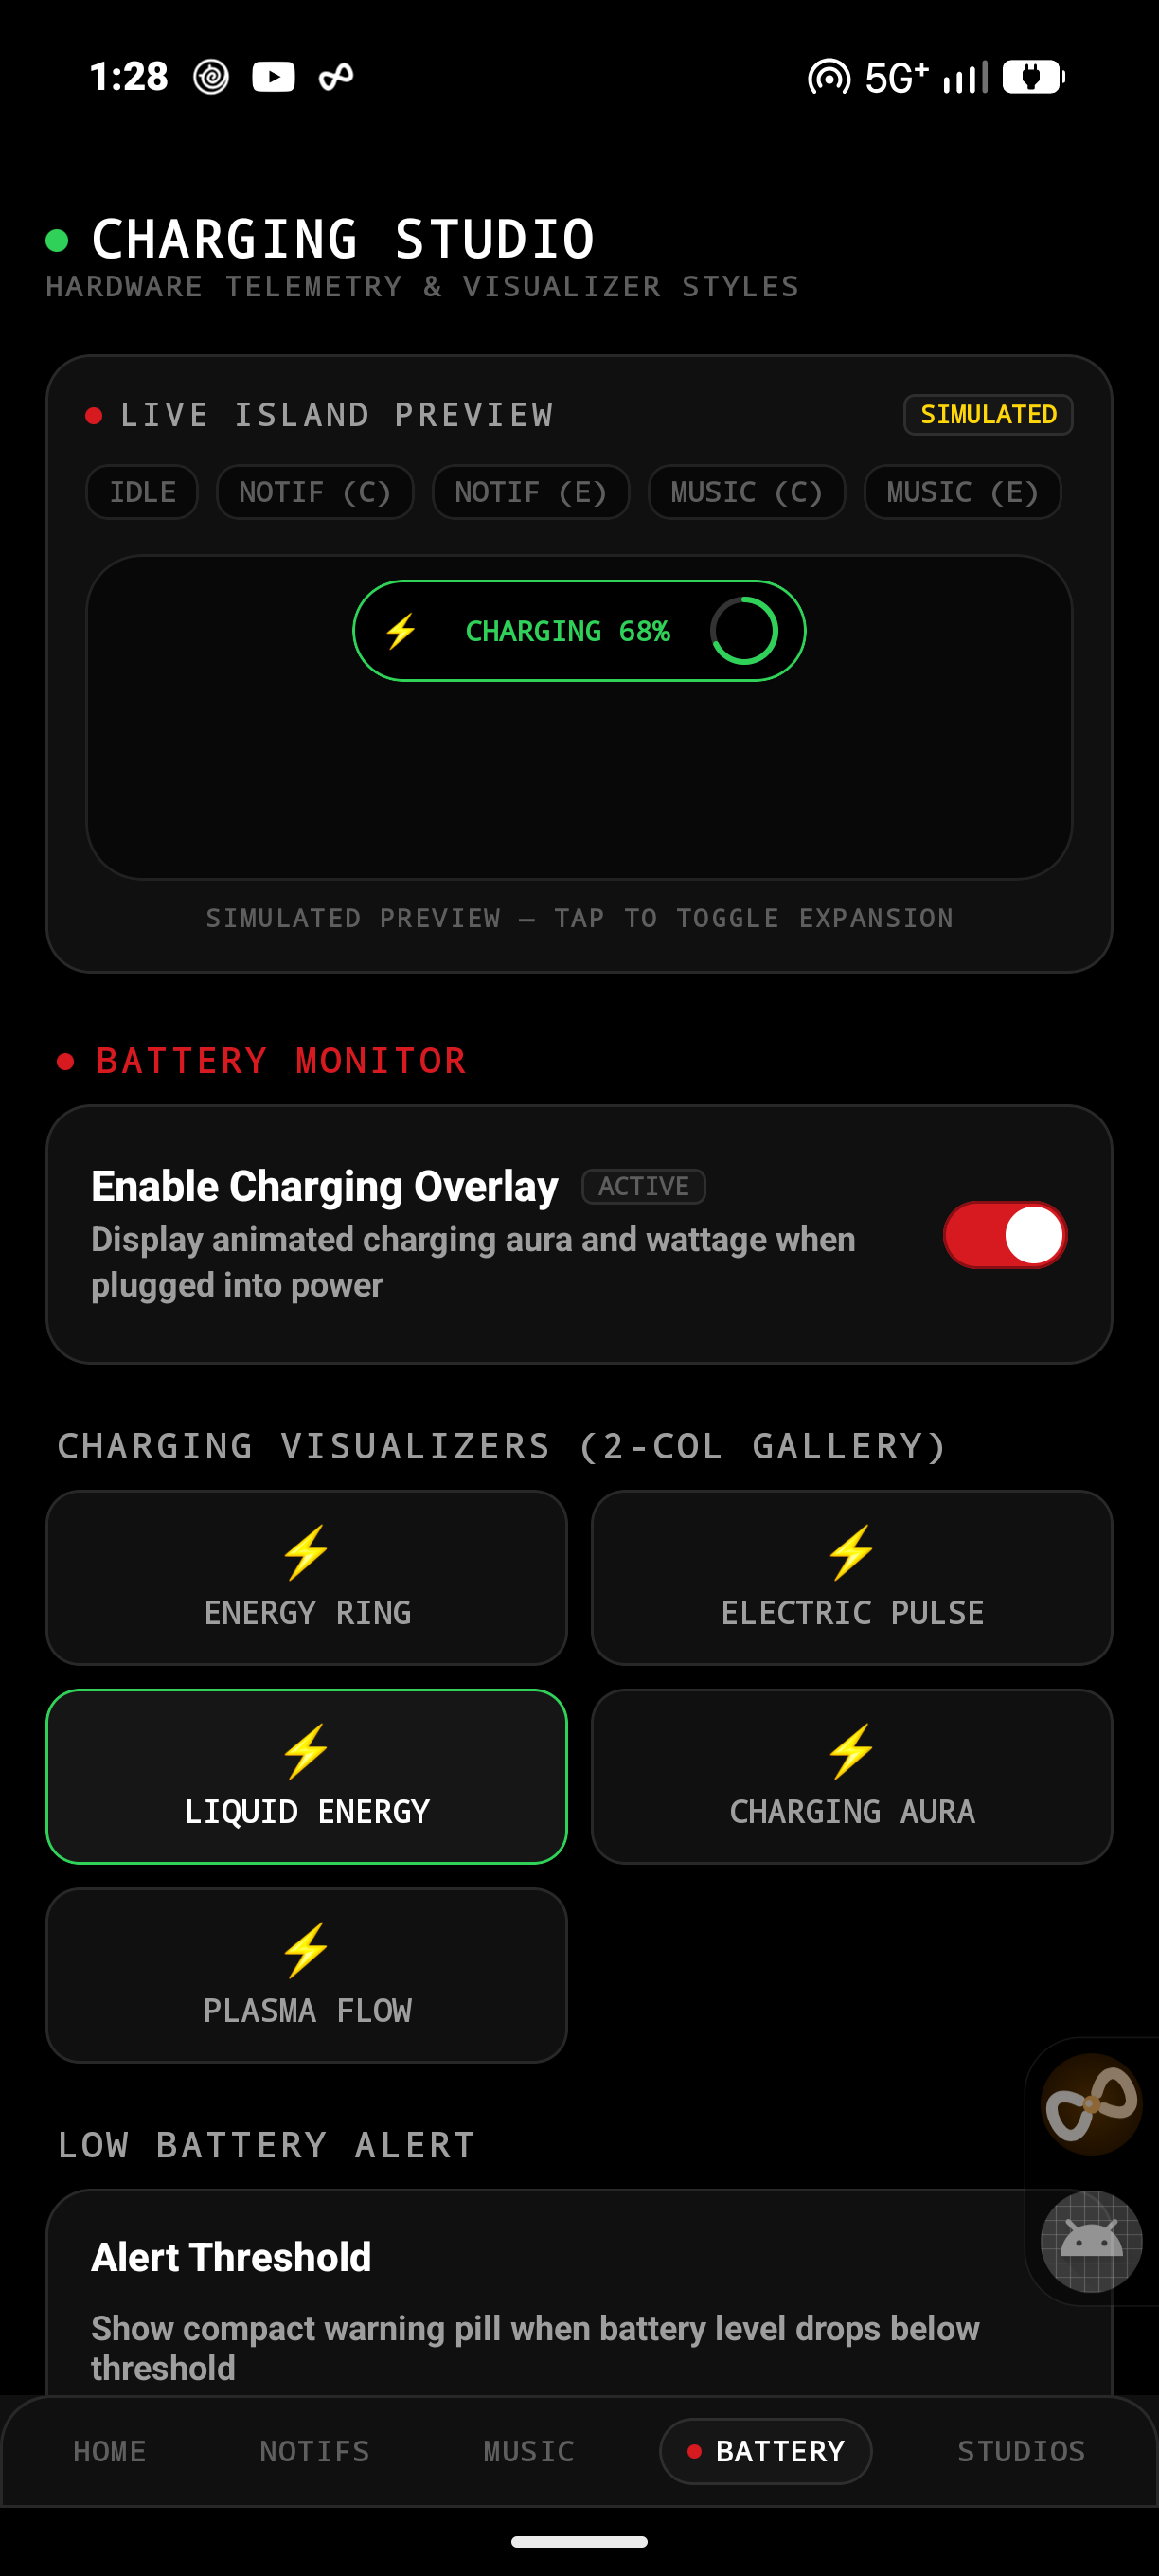 1:28
5G+
CHARGING STUDIO
HARDWARE TELEMETRY & VISUALIZER STYLES
LIVE ISLAND PREVIEW
SIMULATED
IDLE
NOTIF (C)
NOTIF (E)
MUSIC (C)
MUSIC (E)
⚡ CHARGING 68%
SIMULATED PREVIEW — TAP TO TOGGLE EXPANSION
BATTERY MONITOR
Enable Charging Overlay
ACTIVE
Display animated charging aura and wattage when
plugged into power
CHARGING VISUALIZERS (2-COL GALLERY)
⚡
ENERGY RING
⚡
ELECTRIC PULSE
⚡
LIQUID ENERGY
⚡
CHARGING AURA
⚡
PLASMA FLOW
LOW BATTERY ALERT
Alert Threshold
Show compact warning pill when battery level drops below
threshold
HOME
NOTIFS
MUSIC
BATTERY
STUDIOS